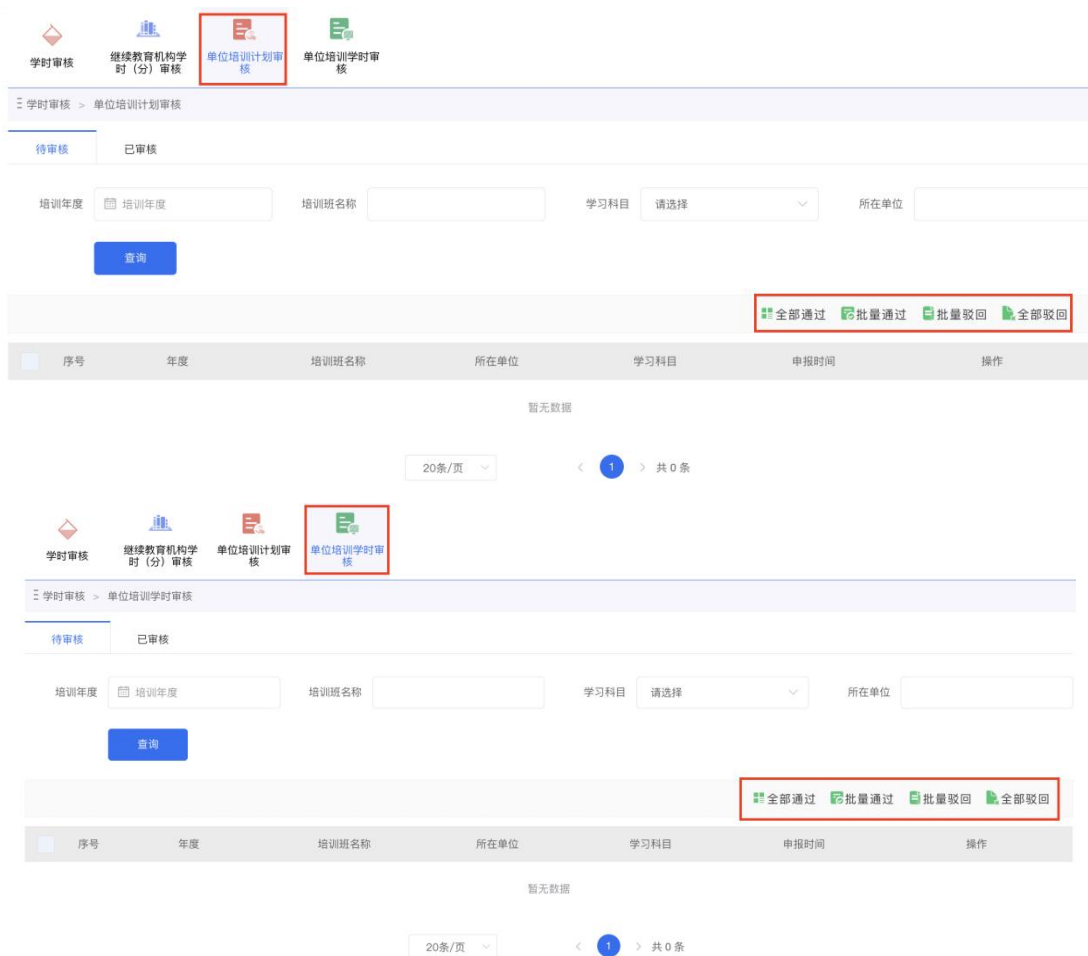 学时审核
继续教育机构学
时（分）审核
单位培训计划审
核
单位培训学时审
核
学时审核 > 单位培训计划审核
待审核 已审核
培训年度 培训年度 培训班名称 学习科目 请选择 所在单位
查询
全部通过 批量通过 批量驳回 全部驳回
序号 年度 培训班名称 所在单位 学习科目 申报时间 操作
暂无数据
20条/页 < 1 > 共 0 条
学时审核
继续教育机构学
时（分）审核
单位培训计划审
核
单位培训学时审
核
学时审核 > 单位培训学时审核
待审核 已审核
培训年度 培训年度 培训班名称 学习科目 请选择 所在单位
查询
全部通过 批量通过 批量驳回 全部驳回
序号 年度 培训班名称 所在单位 学习科目 申报时间 操作
暂无数据
20条/页 < 1 > 共 0 条